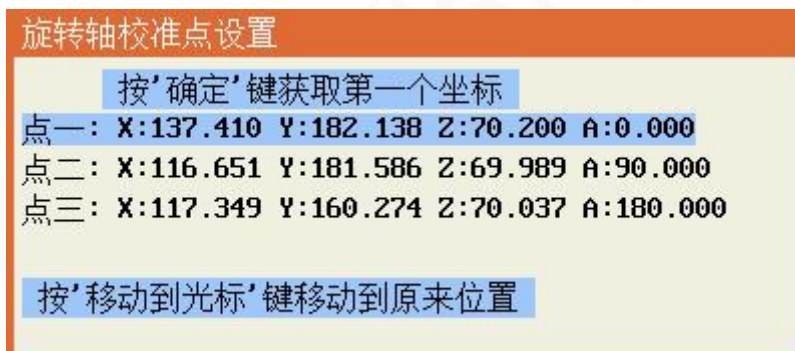 旋转轴校准点设置
按'确定'键获取第一个坐标
点一: X:137.410 Y:182.138 Z:70.200 A:0.000
点二: X:116.651 Y:181.586 Z:69.989 A:90.000
点三: X:117.349 Y:160.274 Z:70.037 A:180.000
按'移动到光标'键移动到原来位置